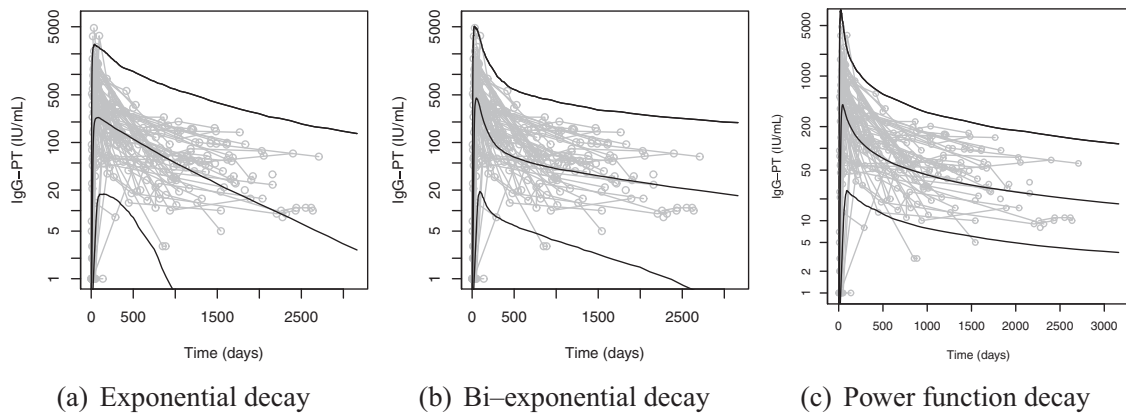 IgG−PT (IU/mL)
5000
500
100
20
5
1
0 500 1500 2500
Time (days)
(a) Exponential decay
IgG−PT (IU/mL)
5000
500
100
20
5
1
0 500 1500 2500
Time (days)
(b) Bi–exponential decay
IgG−PT (IU/mL)
5000
1000
200
50
10
5
2
1
0 500 1000 1500 2000 2500 3000
Time (days)
(c) Power function decay